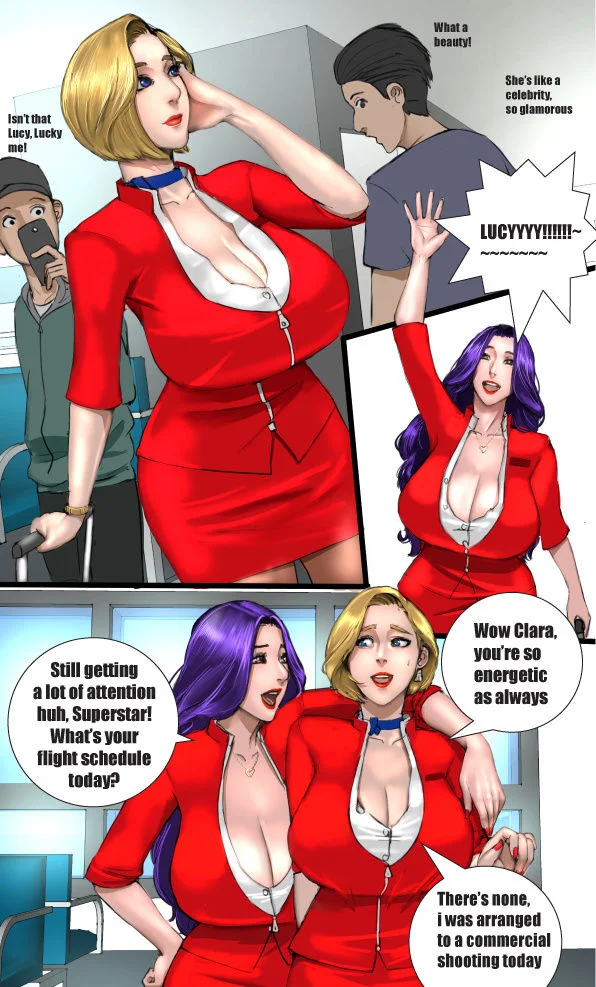 What a
beauty!
She's like a
celebrity,
so glamorous
Isn't that
Lucy, Lucky
me!
LUCYYYY!!!!!!~
~~~~~~~
Still getting
a lot of attention
huh, Superstar!
What's your
flight schedule
today?
Wow Clara,
you're so
energetic
as always
There's none,
i was arranged
to a commercial
shooting today